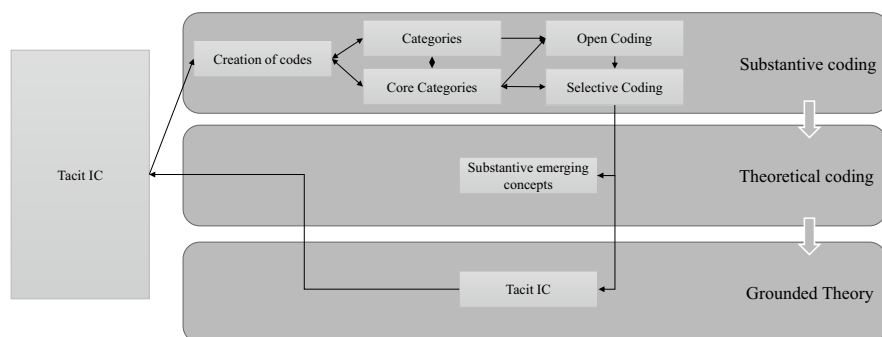 Tacit IC
Creation of codes
Categories
Core Categories
Open Coding
Selective Coding
Substantive coding
Substantive emerging
concepts
Theoretical coding
Tacit IC
Grounded Theory